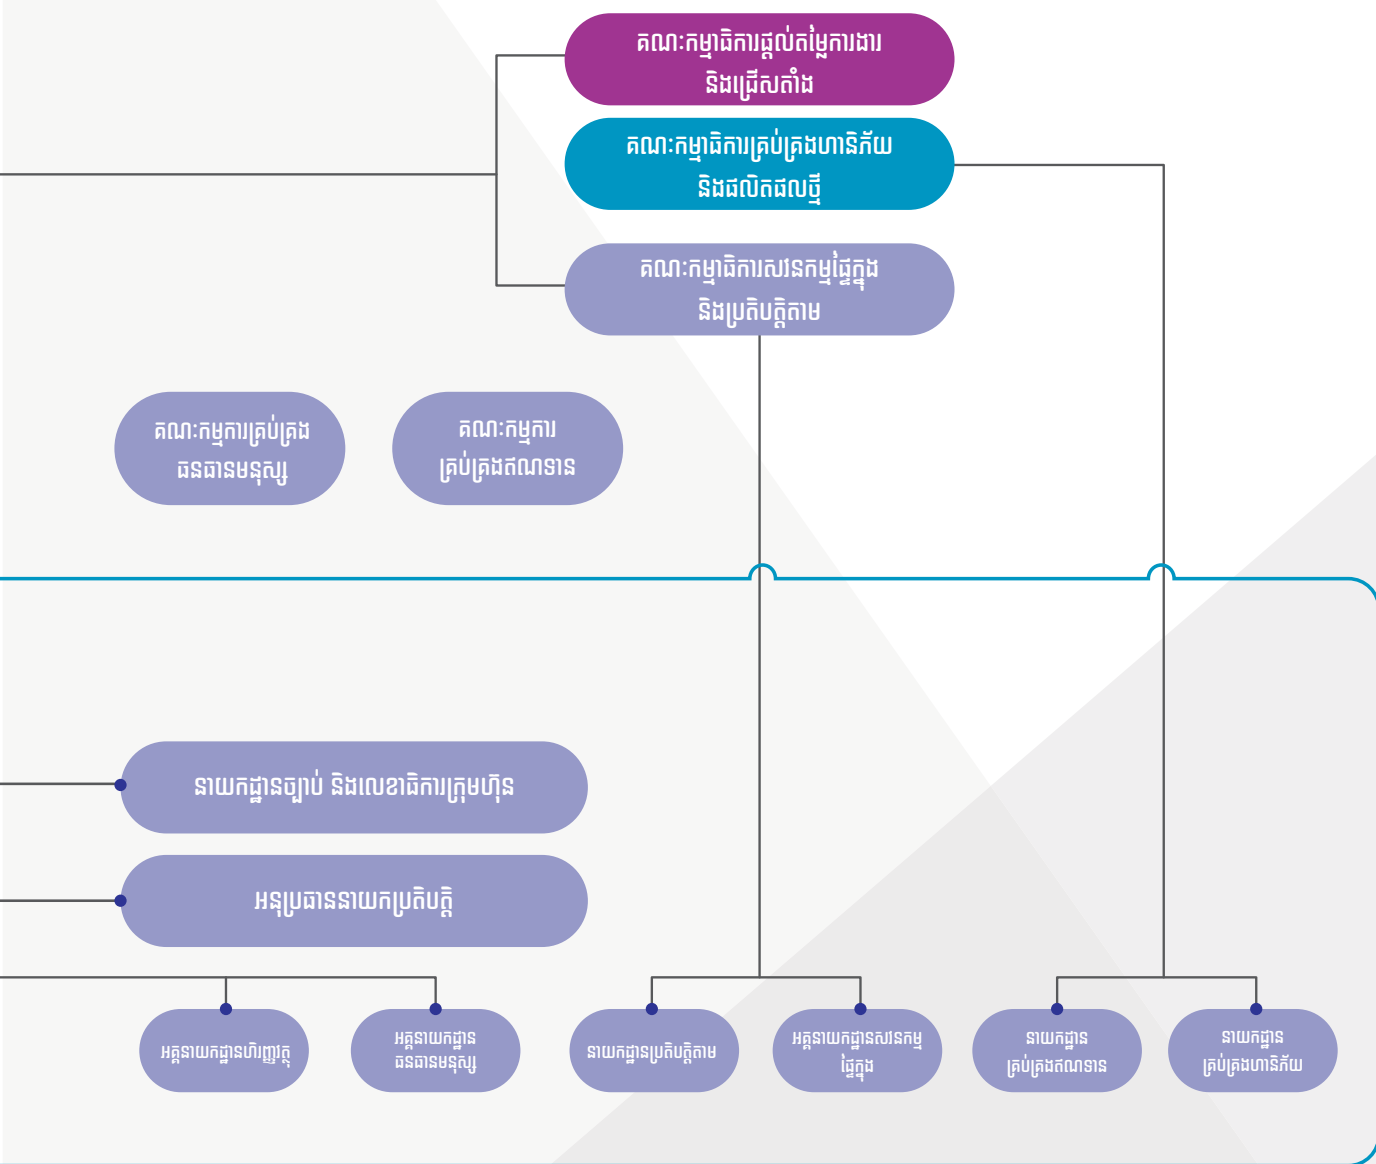 គណៈកម្មាធិការផ្ដល់តម្លៃការងារ
និងជ្រើសតាំង
គណៈកម្មាធិការគ្រប់គ្រងហានិភ័យ
និងផលិតផលថ្មី
គណៈកម្មាធិការសវនកម្មផ្ទៃក្នុង
និងប្រតិបត្តិតាម
គណៈកម្មការគ្រប់គ្រង
ធនធានមនុស្ស
គណៈកម្មការ
គ្រប់គ្រងឥណទាន
នាយកដ្ឋានច្បាប់ និងលេខាធិការក្រុមហ៊ុន
អនុប្រធាននាយកប្រតិបត្តិ
អគ្គនាយកដ្ឋានហិរញ្ញវត្ថុ
អគ្គនាយកដ្ឋាន
ធនធានមនុស្ស
នាយកដ្ឋានប្រតិបត្តិតាម
អគ្គនាយកដ្ឋានសវនកម្ម
ផ្ទៃក្នុង
នាយកដ្ឋាន
គ្រប់គ្រងឥណទាន
នាយកដ្ឋាន
គ្រប់គ្រងហានិភ័យ